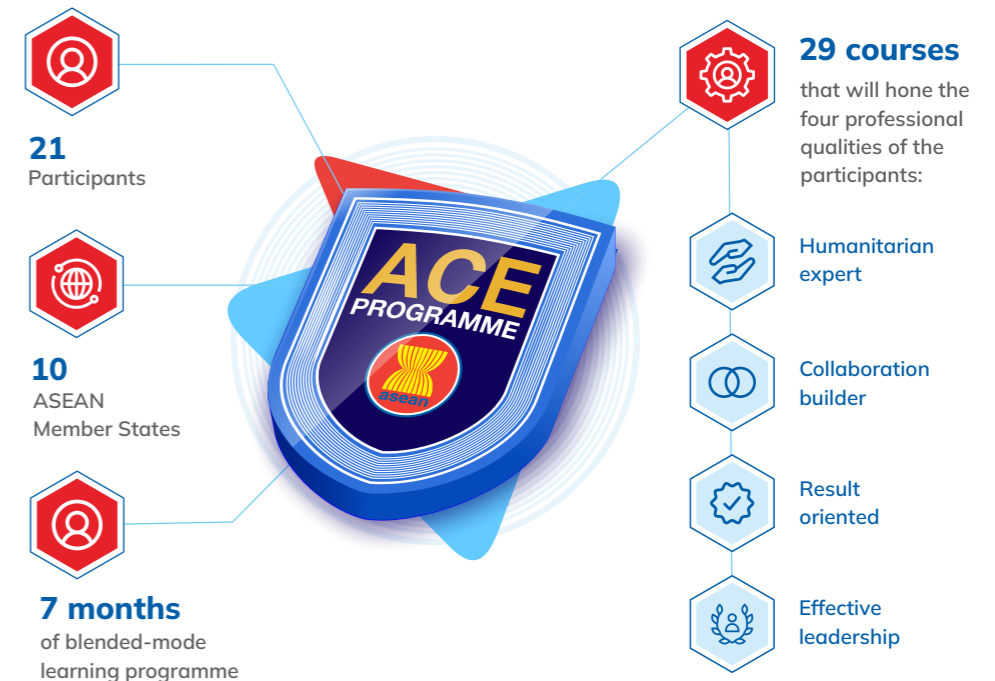 21
Participants
10
ASEAN
Member States
7 months
of blended-mode
learning programme
ACE
PROGRAMME
asean
29 courses
that will hone the
four professional
qualities of the
participants:
Humanitarian
expert
Collaboration
builder
Result
oriented
Effective
leadership